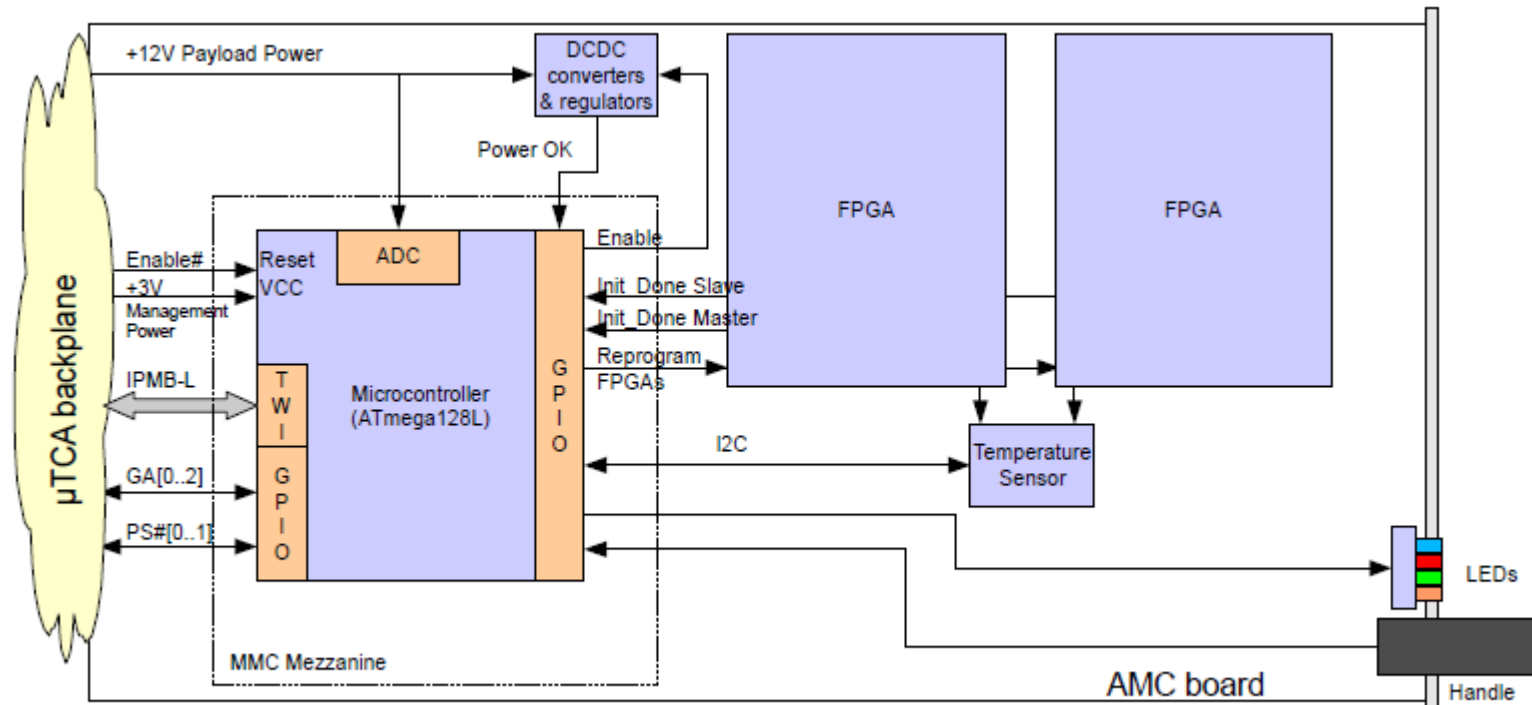 +12V Payload Power
DCDC
converters
& regulators
Power OK
FPGA
FPGA
Enable
Enable#
Reset
ADC
+3V
VCC
Management
Power
Init_Done Slave
Init_Done Master
Reprogram
FPGAs
IPMB-L
T
W
I
Microcontroller
(ATmega128L)
G
P
I
O
I2C
Temperature
Sensor
GA[0..2]
PS#[0..1]
G
P
I
O
µTCA backplane
LEDs
MMC Mezzanine
AMC board
Handle